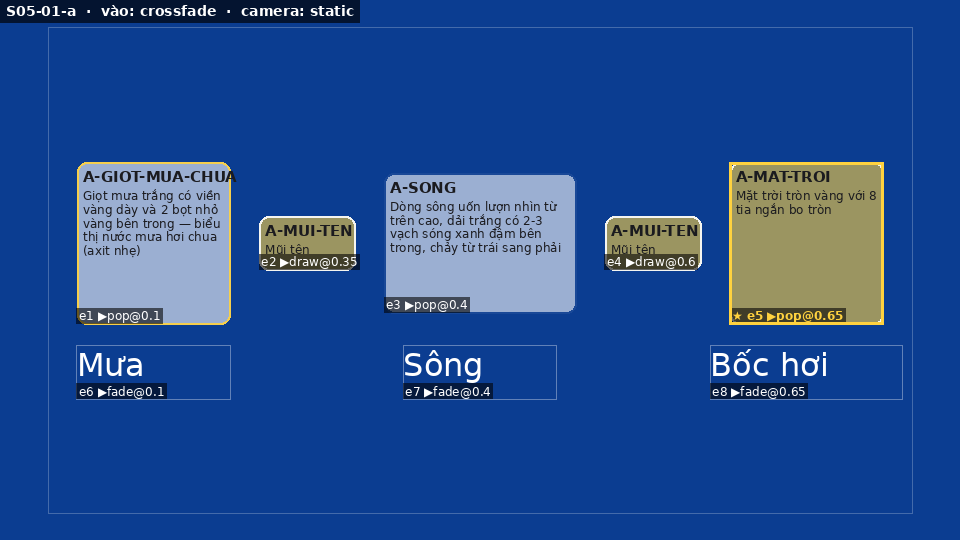 S05-01-a · vào: crossfade · camera: static
A-GIOT-MUA-CHUA
Giọt mưa trắng có viền
vàng dày và 2 bọt nhỏ
vàng bên trong — biểu
thị nước mưa hơi chua
(axit nhẹ)
e1 ▶pop@0.1
A-MUI-TEN
Mũi tên
e2 ▶draw@0.35
A-SONG
Dòng sông uốn lượn nhìn từ
trên cao, dải trắng có 2-3
vạch sóng xanh đậm bên
trong, chảy từ trái sang phải
e3 ▶pop@0.4
A-MUI-TEN
Mũi tên
e4 ▶draw@0.6
A-MAT-TROI
Mặt trời tròn vàng với 8
tia ngắn bo tròn
★ e5 ▶pop@0.65
Mưa
e6 ▶fade@0.1
Sông
e7 ▶fade@0.4
Bốc hơi
e8 ▶fade@0.65